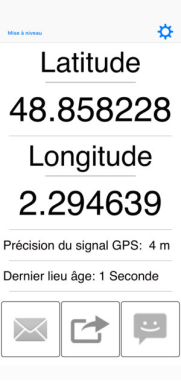 Mise à niveau
Latitude
48.858228
Longitude
2.294639
Précision du signal GPS: 4 m
Dernier lieu âge: 1 Seconde